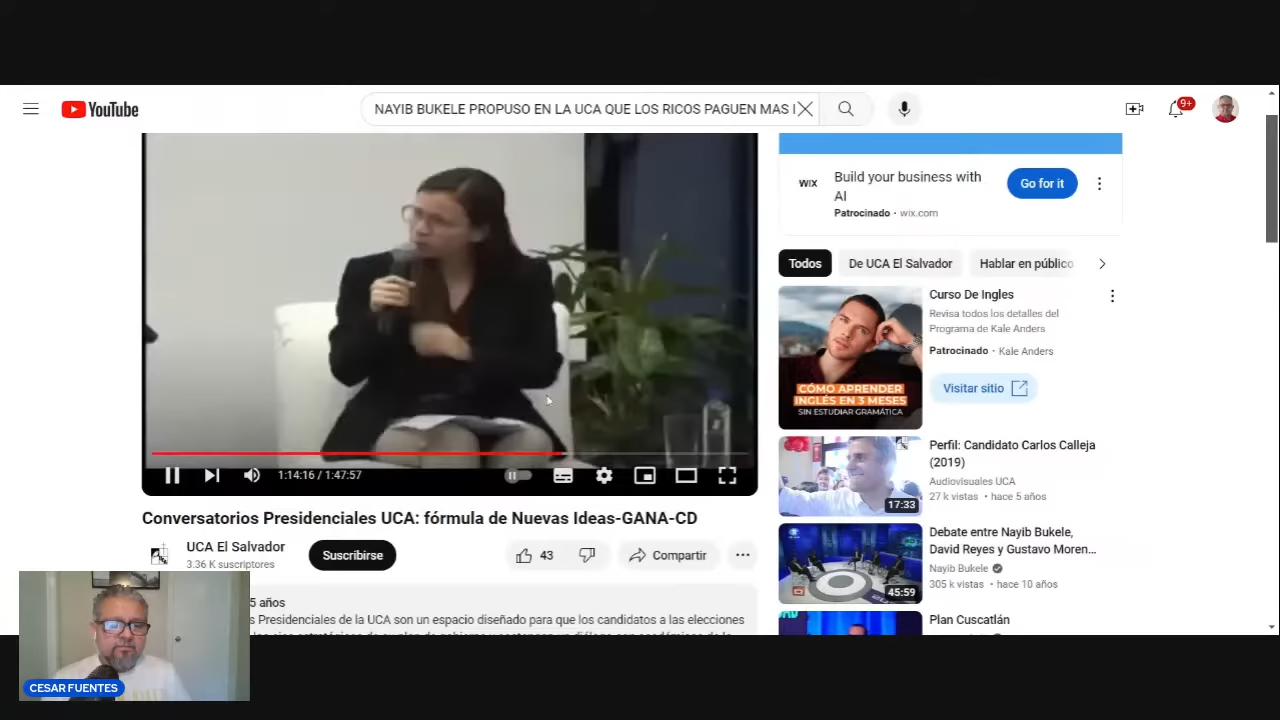 YouTube
NAYIB BUKELE PROPUSO EN LA UCA QUE LOS RICOS PAGUEN MAS I
9+
WIX
Build your business with
AI
Patrocinado · wix.com
Go for it
Todos
De UCA El Salvador
Hablar en público
Curso De Ingles
Revisa todos los detalles del
Programa de Kale Anders
Patrocinado · Kale Anders
Visitar sitio
CÓMO APRENDER
INGLÉS EN 3 MESES
SIN ESTUDIAR GRAMÁTICA
Perfil: Candidato Carlos Calleja
(2019)
Audiovisuales UCA
27 k vistas · hace 5 años
17:33
Debate entre Nayib Bukele,
David Reyes y Gustavo Moren...
Nayib Bukele
305 k vistas · hace 10 años
45:59
Plan Cuscatlán
1:14:16 / 1:47:57
Conversatorios Presidenciales UCA: fórmula de Nuevas Ideas-GANA-CD
UCA El Salvador
3.36 K suscriptores
Suscribirse
43
Compartir
5 años
s Presidenciales de la UCA son un espacio diseñado para que los candidatos a las elecciones
CESAR FUENTES